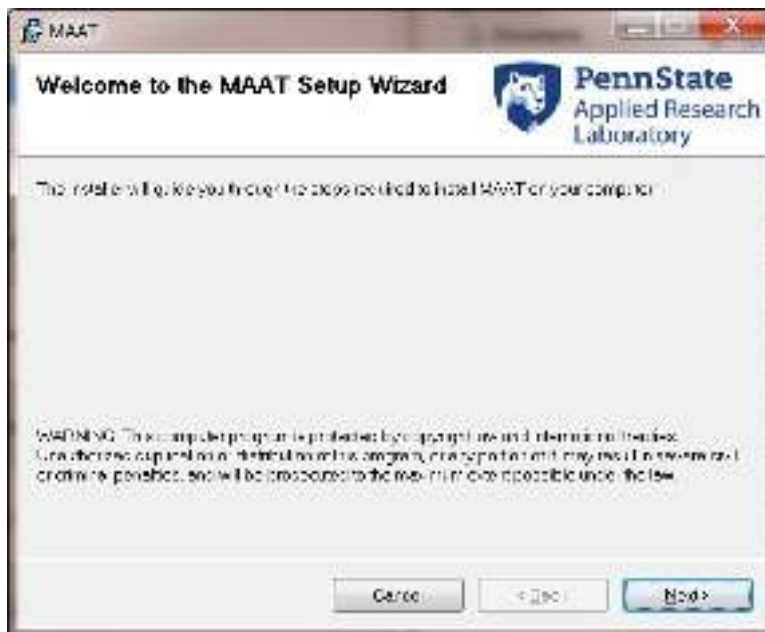 MAAT
Welcome to the MAAT Setup Wizard
PennState
Applied Research
Laboratory
The installer will guide you through the steps required to install MAAT on your computer.
WARNING: This computer program is protected by copyright law and international treaties.
Unauthorized duplication or distribution of this program, or any portion of it, may result in severe civil
or criminal penalties, and will be prosecuted to the maximum extent possible under the law.
Cancel
< Back
Next >